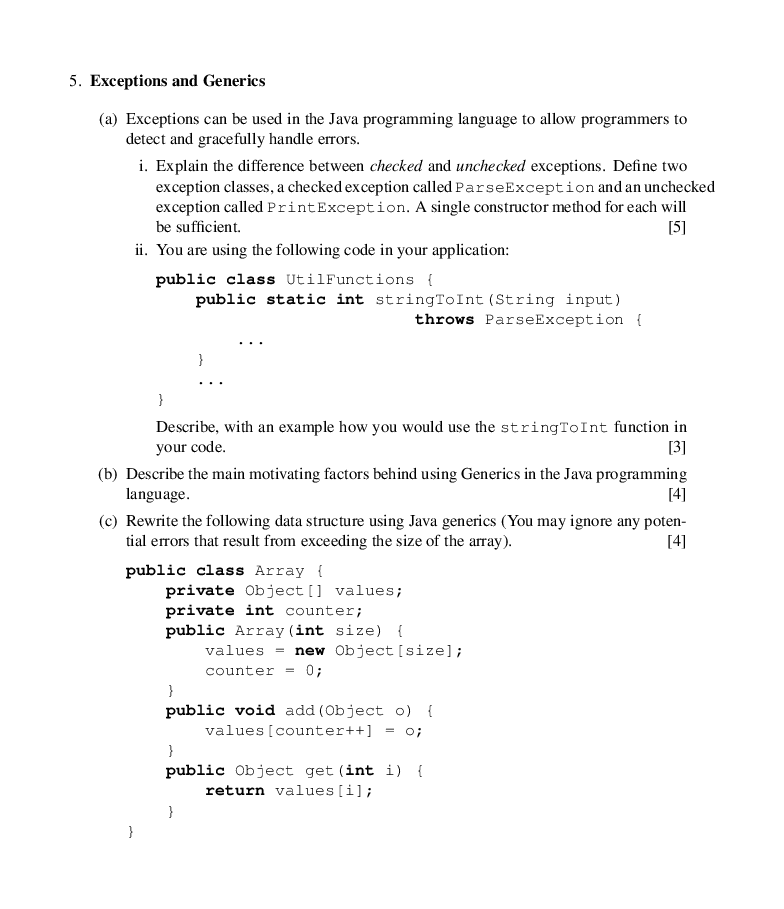 5. Exceptions and Generics
(a) Exceptions can be used in the Java programming language to allow programmers to
detect and gracefully handle errors.
i. Explain the difference between checked and unchecked exceptions. Define two
exception classes, a checked exception called ParseException and an unchecked
exception called PrintException. A single constructor method for each will
be sufficient. [5]
ii. You are using the following code in your application:
public class UtilFunctions {
    public static int stringToInt(String input)
                          throws ParseException {
        ...
    }
    ...
}
Describe, with an example how you would use the stringToInt function in
your code. [3]
(b) Describe the main motivating factors behind using Generics in the Java programming
language. [4]
(c) Rewrite the following data structure using Java generics (You may ignore any poten-
tial errors that result from exceeding the size of the array). [4]
public class Array {
    private Object[] values;
    private int counter;
    public Array(int size) {
        values = new Object[size];
        counter = 0;
    }
    public void add(Object o) {
        values[counter++] = o;
    }
    public Object get(int i) {
        return values[i];
    }
}